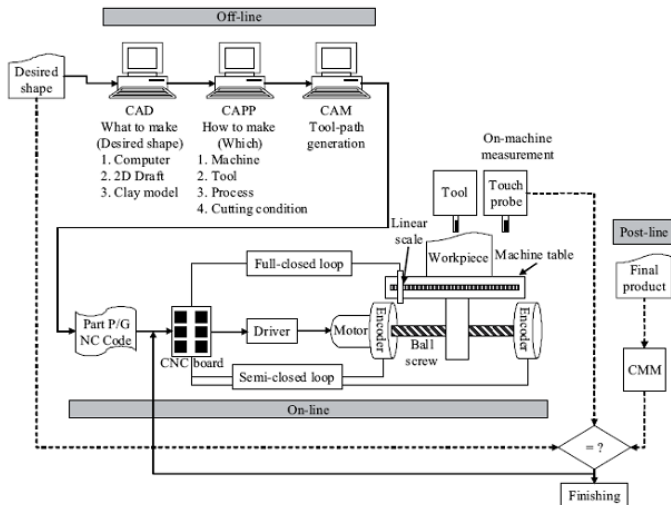 Off-line
Desired
shape
CAD
What to make
(Desired shape)
1. Computer
2. 2D Draft
3. Clay model
CAPP
How to make
(Which)
1. Machine
2. Tool
3. Process
4. Cutting condition
CAM
Tool-path
generation
On-machine
measurement
Tool
Touch
probe
Post-line
Linear
scale
Workpiece
Machine table
Final
product
Full-closed loop
Part P/G
NC Code
CNC board
Driver
Motor
Encoder
Ball
screw
Encoder
Semi-closed loop
CMM
On-line
= ?
Finishing